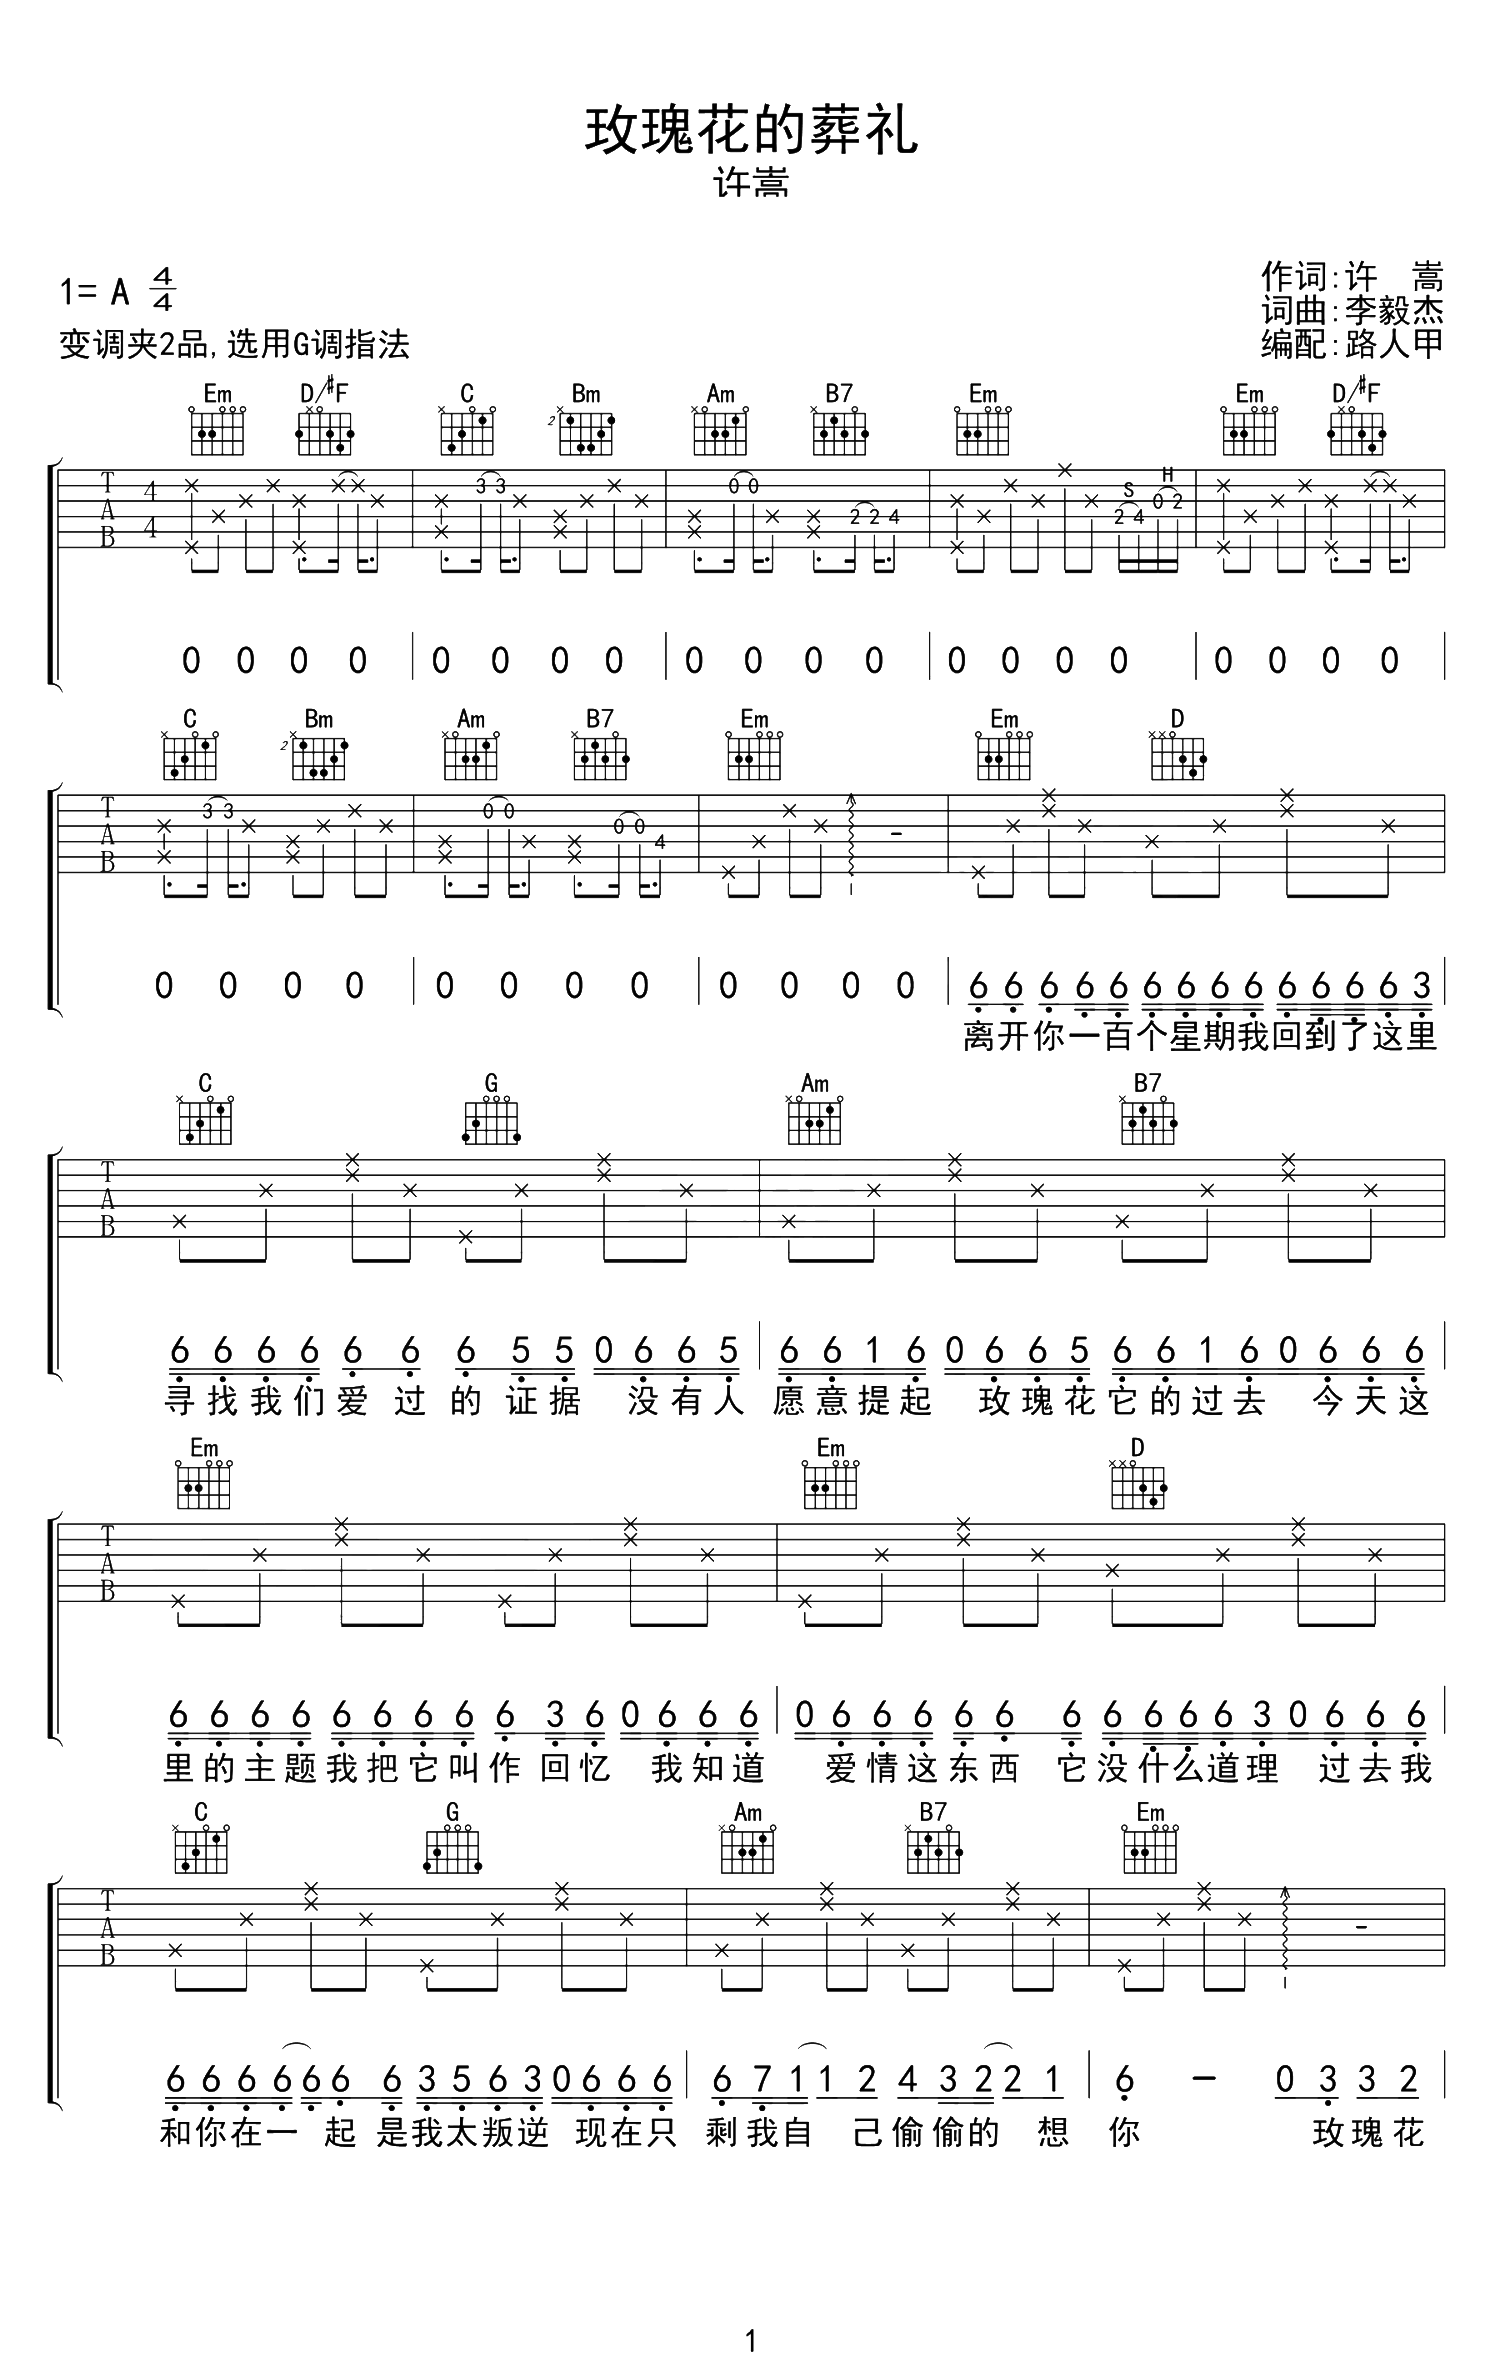 玫瑰花的葬礼
许嵩
1= A 4/4
作词:许 嵩
词曲:李毅杰
变调夹2品,选用G调指法
编配:路人甲
Em D/#F C Bm Am B7 Em Em D/#F
2
T A B 4 4 3 3 0 0 2 2 4 S H 2 4 0 2
0 0 0 0 0 0 0 0 0 0 0 0 0 0 0 0 0 0 0 0
C Bm Am B7 Em Em D
2
T A B 3 3 0 0 0 0 4
0 0 0 0 0 0 0 0 0 0 0 0 6 6 6 6 6 6 6 6 6 6 6 6 6 3
离开你一百个星期我回到了这里
C G Am B7
T A B
6 6 6 6 6 6 6 5 5 0 6 6 5 6 6 1 6 0 6 6 5 6 6 1 6 0 6 6 6
寻找我们爱过的证据 没有人愿意提起 玫瑰花它的过去 今天这
Em Em D
T A B
6 6 6 6 6 6 6 6 6 3 6 0 6 6 6 0 6 6 6 6 6 6 6 6 6 6 3 0 6 6 6
里的主题我把它叫作回忆 我知道 爱情这东西 它没什么道理 过去我
C G Am B7 Em
T A B
6 6 6 6 6 6 6 3 5 6 3 0 6 6 6 6 7 1 1 2 4 3 2 2 1 6 - 0 3 3 2
和你在一 起是我太叛逆 现在只剩我自 己偷偷的 想你 玫瑰花
1